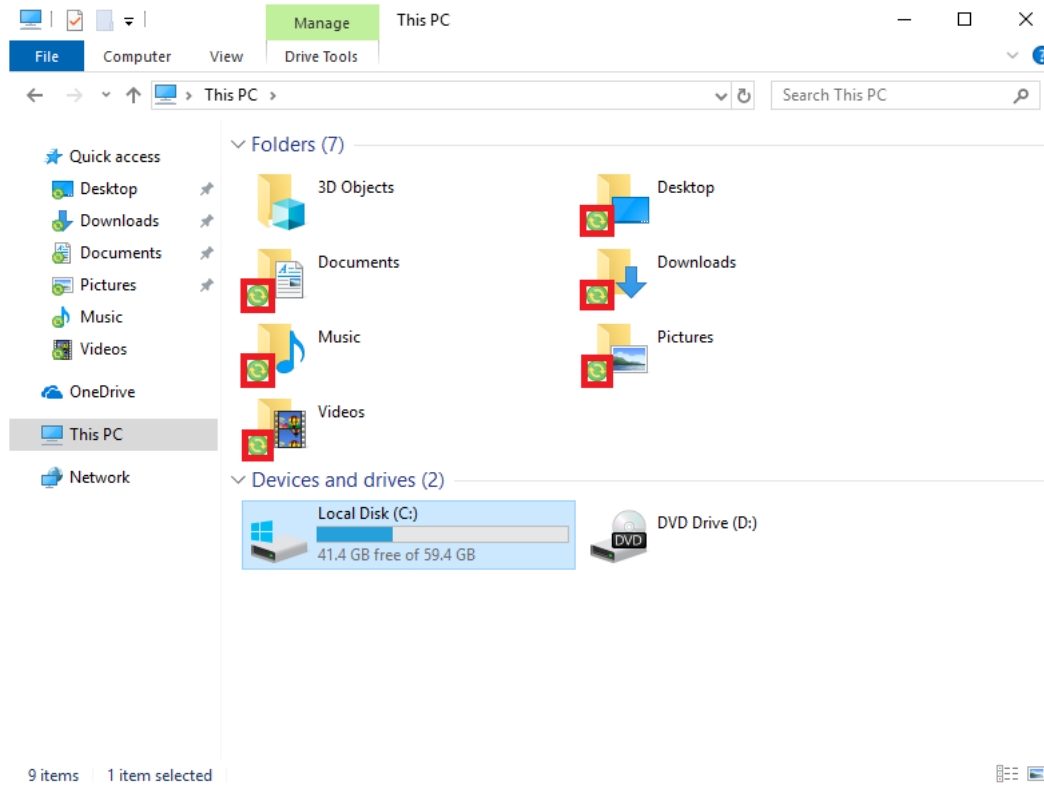 Manage This PC
File Computer View Drive Tools
This PC Search This PC
Quick access
Desktop
Downloads
Documents
Pictures
Music
Videos
OneDrive
This PC
Network
Folders (7)
3D Objects Desktop
Documents Downloads
Music Pictures
Videos
Devices and drives (2)
Local Disk (C:)
41.4 GB free of 59.4 GB
DVD Drive (D:)
DVD
9 items 1 item selected